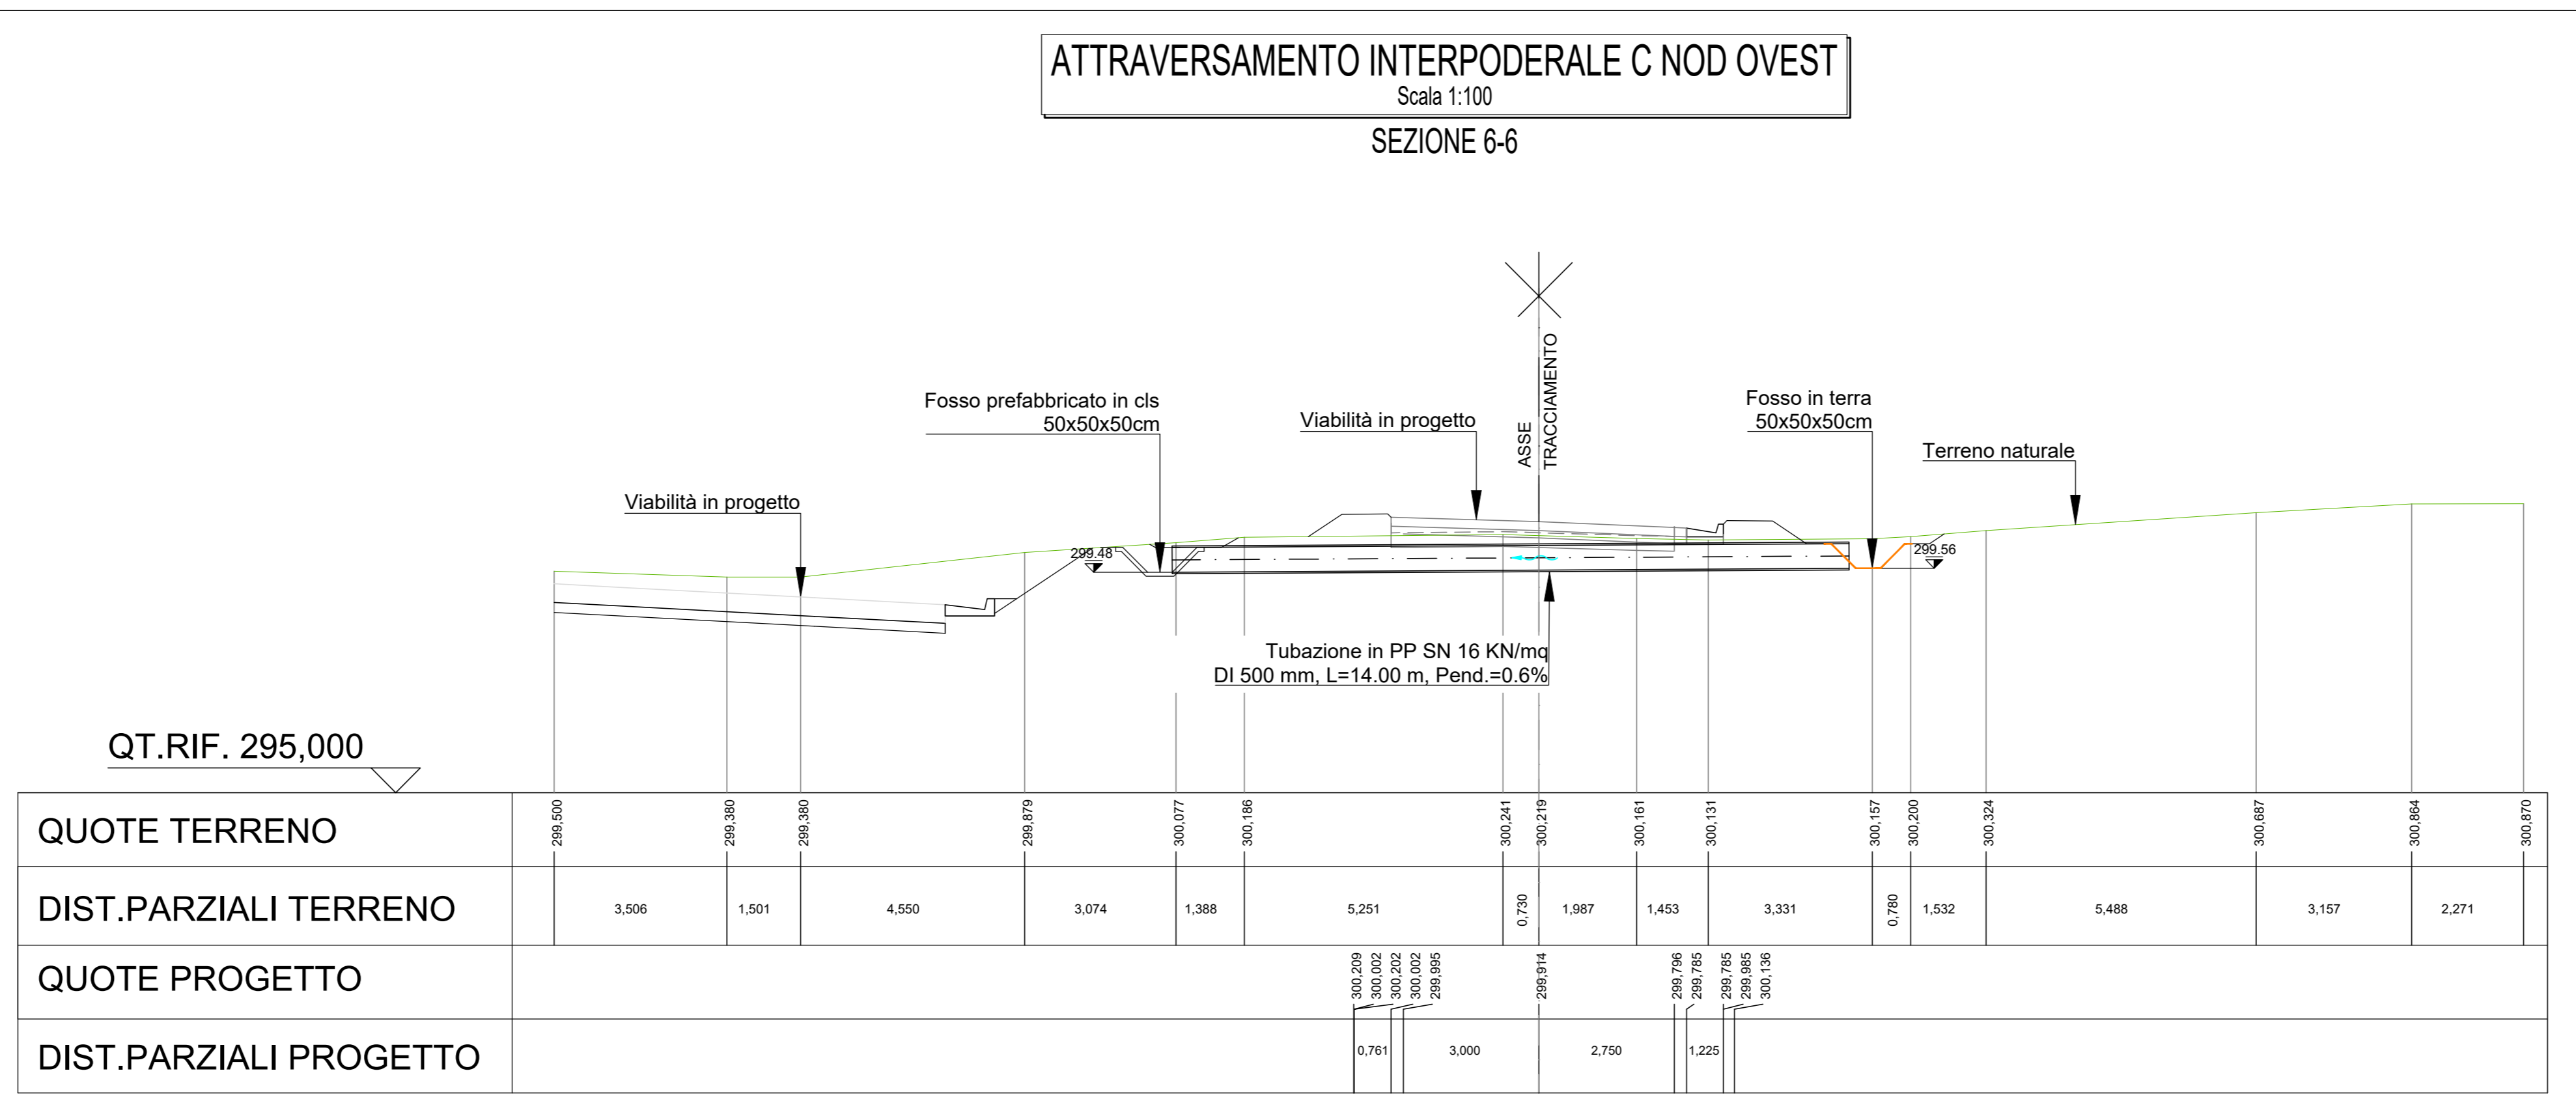 ATTRAVERSAMENTO INTERPODERALE C NOD OVEST
Scala 1:100
SEZIONE 6-6
ASSE
TRACCIAMENTO
Fosso prefabbricato in cls
50x50x50cm
Viabilità in progetto
Fosso in terra
50x50x50cm
Terreno naturale
Viabilità in progetto
299.48
299.56
Tubazione in PP SN 16 KN/mq
DI 500 mm, L=14.00 m, Pend.=0.6%
QT.RIF. 295,000
QUOTE TERRENO
299,500 299,380 299,380 299,879 300,077 300,186 300,241 300,219 300,161 300,131 300,157 300,200 300,324 300,687 300,864 300,870
DIST.PARZIALI TERRENO
3,506 1,501 4,550 3,074 1,388 5,251 0,730 1,987 1,453 3,331 0,780 1,532 5,488 3,157 2,271
QUOTE PROGETTO
300,209 300,002 300,202 300,002 299,995 299,914 299,796 299,785 299,785 299,985 300,136
DIST.PARZIALI PROGETTO
0,761 3,000 2,750 1,225